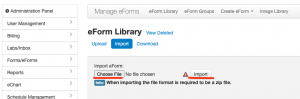 Administration Panel
User Management
Billing
Labs/Inbox
Forms/eForms
Reports
eChart
Schedule Management
Manage eForms
eForm Library
eForm Groups
Create eForm
Image Library
eForm Library View Deleted
Upload
Import
Download
Import eForm:
Choose File No file chosen
Import
When importing the file format is required to be a zip file.